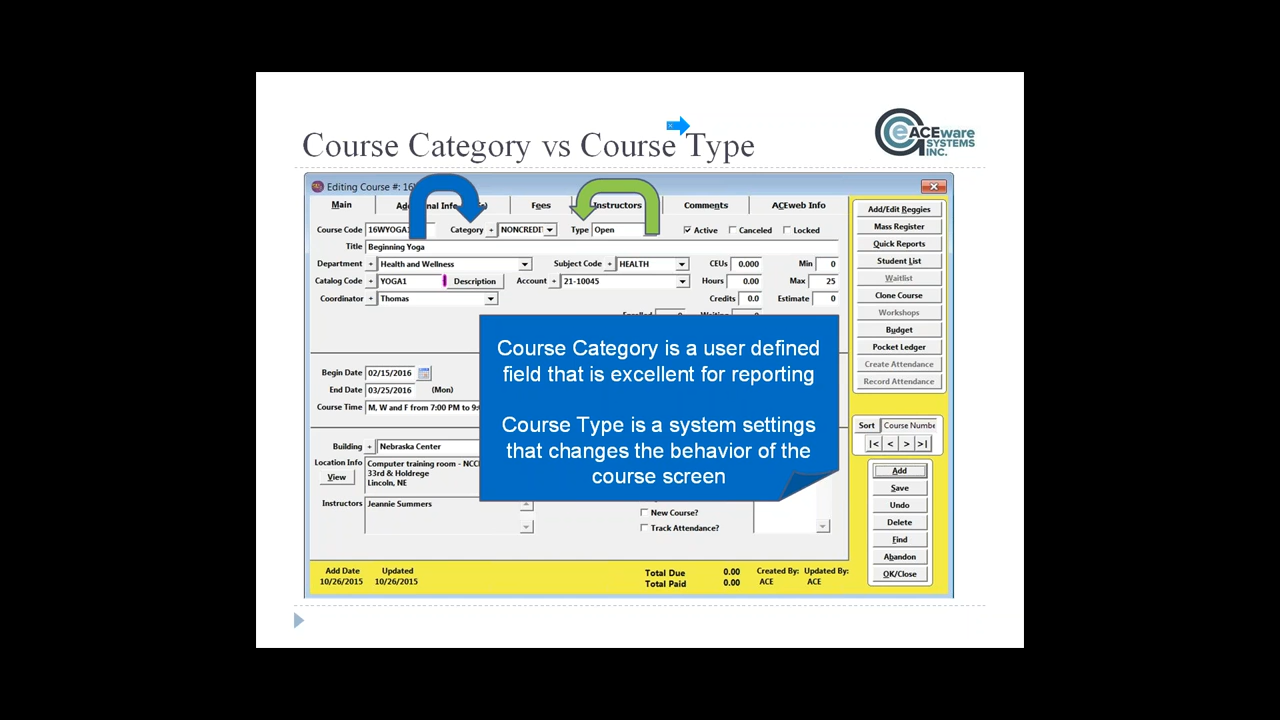 Course Category vs Course Type
ACEware
SYSTEMS
INC.
Editing Course #: 16
Main
Fees
Instructors
Comments
ACEweb Info
Course Code 16WYOGA1 Category + NONCREDI Type Open Active Canceled Locked
Title Beginning Yoga
Department + Health and Wellness Subject Code + HEALTH CEUs 0.000 Min 0
Catalog Code + YOGA1 Description Account + 21-10045 Hours 0.00 Max 25
Coordinator + Thomas Credits 0.0 Estimate 0
Course Category is a user defined
field that is excellent for reporting
Course Type is a system settings
that changes the behavior of the
course screen
Begin Date 02/15/2016
End Date 03/25/2016 (Mon)
Course Time M, W and F from 7:00 PM to 9:
Building + Nebraska Center
Location Info Computer training room - NCC
View 33rd & Holdrege
Lincoln, NE
Instructors Jeannie Summers
New Course?
Track Attendance?
Add Date Updated
10/26/2015 10/26/2015
Total Due 0.00
Total Paid 0.00
Created By: Updated By:
ACE ACE
Add/Edit Reggies
Mass Register
Quick Reports
Student List
Waitlist
Clone Course
Workshops
Budget
Pocket Ledger
Create Attendance
Record Attendance
Sort Course Numbe
|< < > >|
Add
Save
Undo
Delete
Find
Abandon
OK/Close